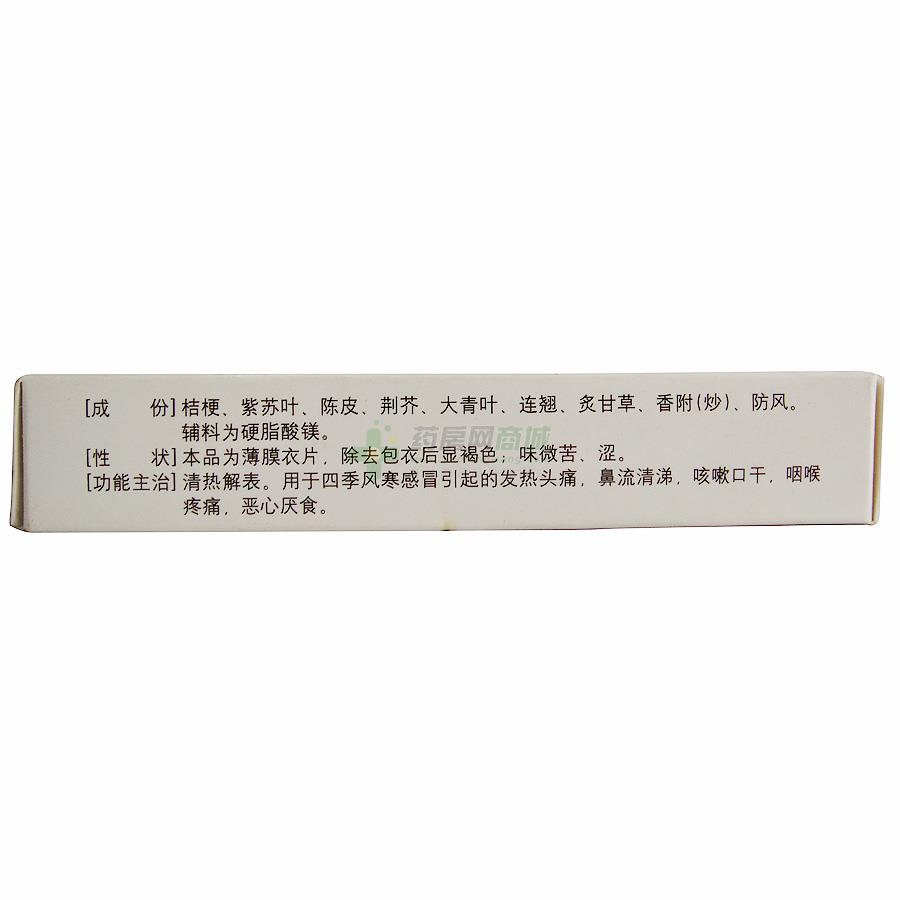 [成 份]桔梗、紫苏叶、陈皮、荆芥、大青叶、连翘、炙甘草、香附(炒)、防风。
辅料为硬脂酸镁。
药房网商城
[性 状]本品为薄膜衣片，除去包衣后显褐色；味微苦、涩。
[功能主治]清热解表。用于四季风寒感冒引起的发热头痛，鼻流清涕，咳嗽口干，咽喉
疼痛，恶心厌食。